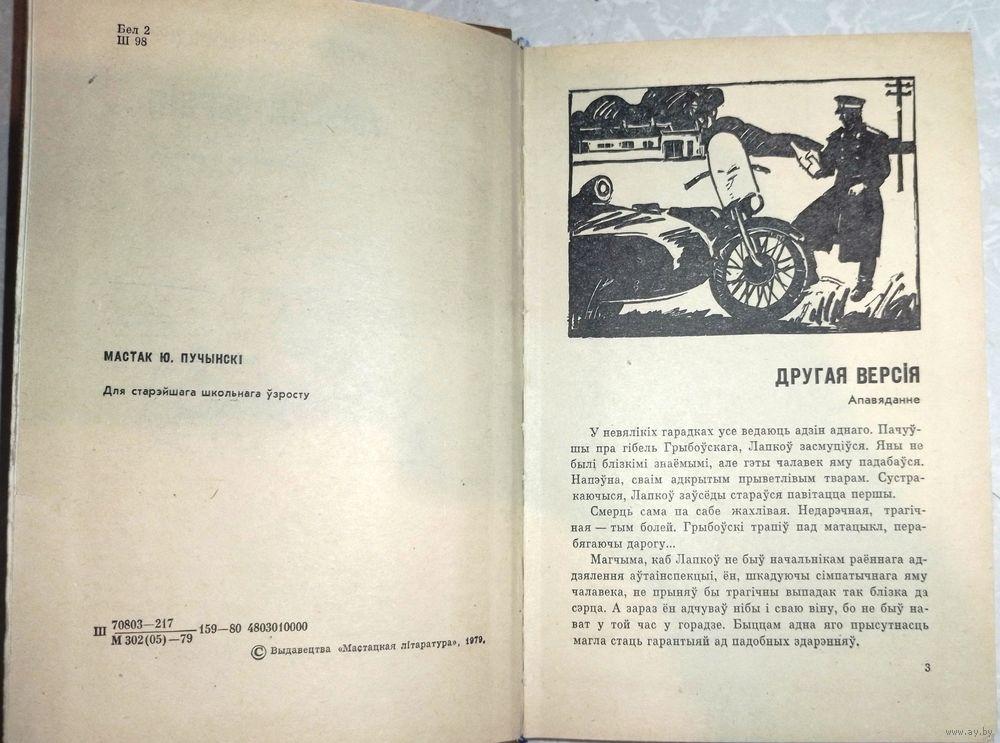 Бел 2
Ш 98
МАСТАК Ю. ПУЧЫНСКІ
Для старэйшага школьнага ўзросту
Ш 70803—217
М 302(05)—79 159—80 4803010000
© Выдавецтва «Мастацкая літаратура», 1979.
ДРУГАЯ ВЕРСІЯ
Апавяданне
У невялікіх гарадках усе ведаюць адзін аднаго. Пачуў-
шы пра гібель Грыбоўскага, Лапкоў засмуціўся. Яны не
былі блізкімі знаёмымі, але гэты чалавек яму падабаўся.
Напэўна, сваім адкрытым прыветлівым тварам. Сустра-
каючыся, Лапкоў заўсёды стараўся павітацца першы.
Смерць сама па сабе жахлівая. Недарэчная, трагіч-
ная — тым болей. Грыбоўскі трапіў пад матацыкл, пера-
бягаючы дарогу...
Магчыма, каб Лапкоў не быў начальнікам раённага ад-
дзялення аўтаінспекцыі, ён, шкадуючы сімпатычнага яму
чалавека, не прыняў бы трагічны выпадак так блізка да
сэрца. А зараз ён адчуваў нібы і сваю віну, бо не быў на-
ват у той час у горадзе. Быццам адна яго прысутнасць
магла стаць гарантыяй ад падобных здарэнняў.
3
www.ay.by